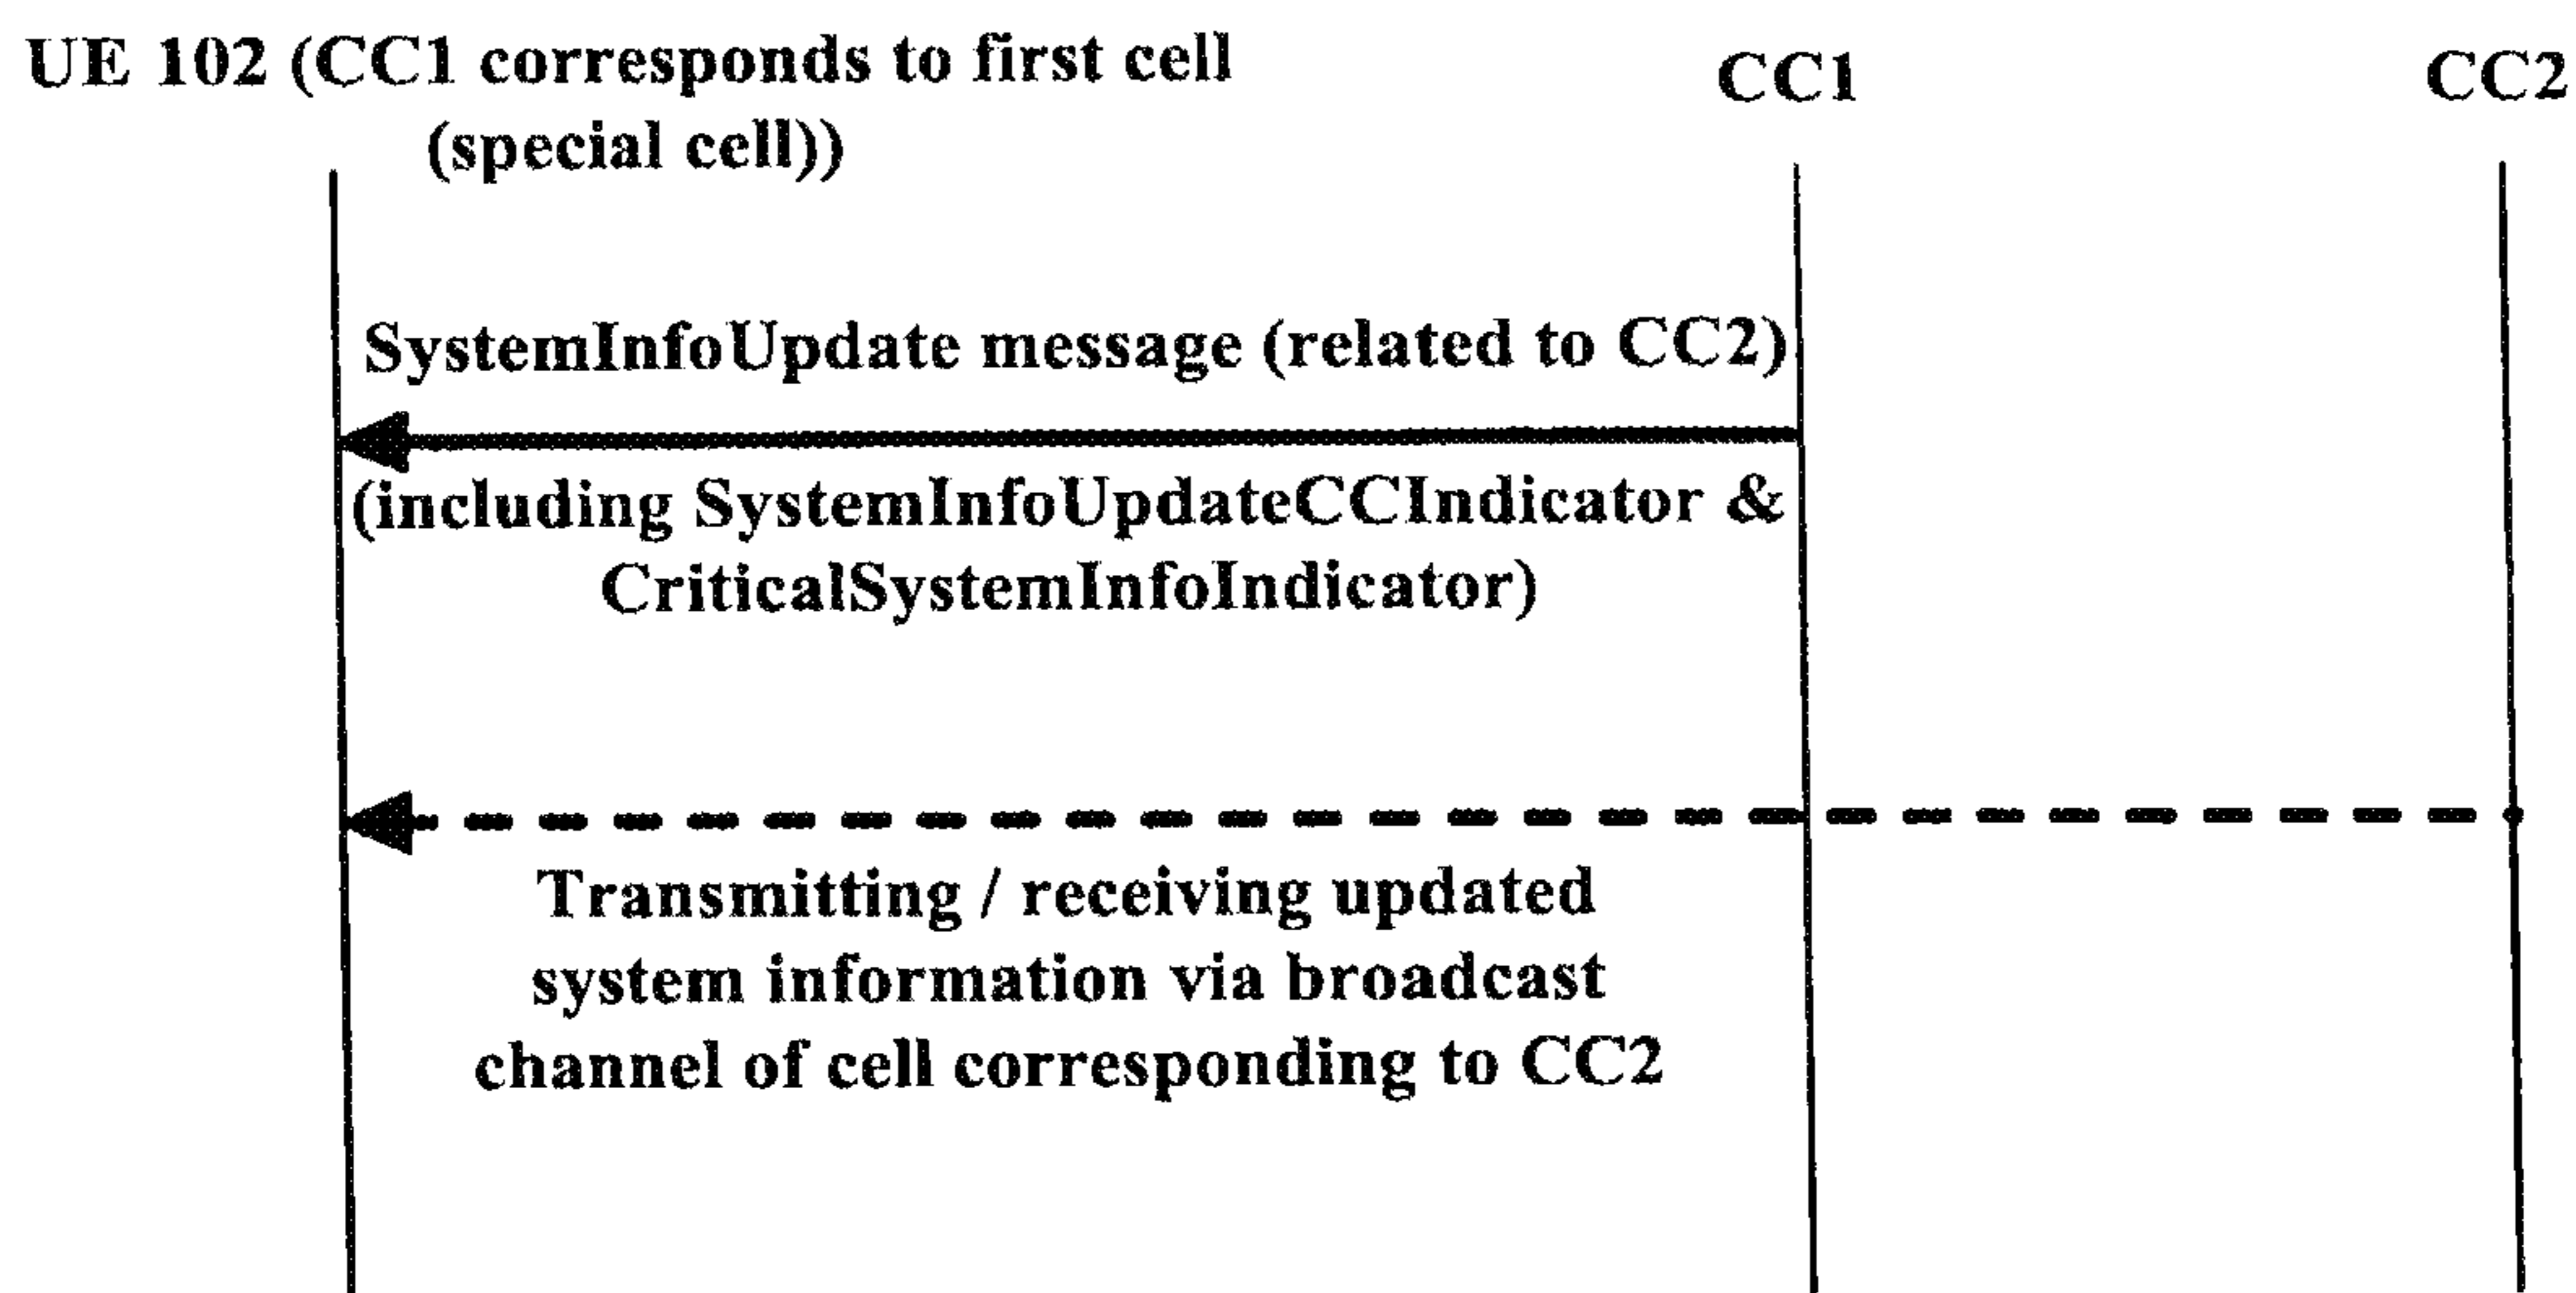 UE 102 (CC1 corresponds to first cell
(special cell))
CC1
CC2
SystemInfoUpdate message (related to CC2)
(including SystemInfoUpdateCCIndicator &
CriticalSystemInfoIndicator)
Transmitting / receiving updated
system information via broadcast
channel of cell corresponding to CC2